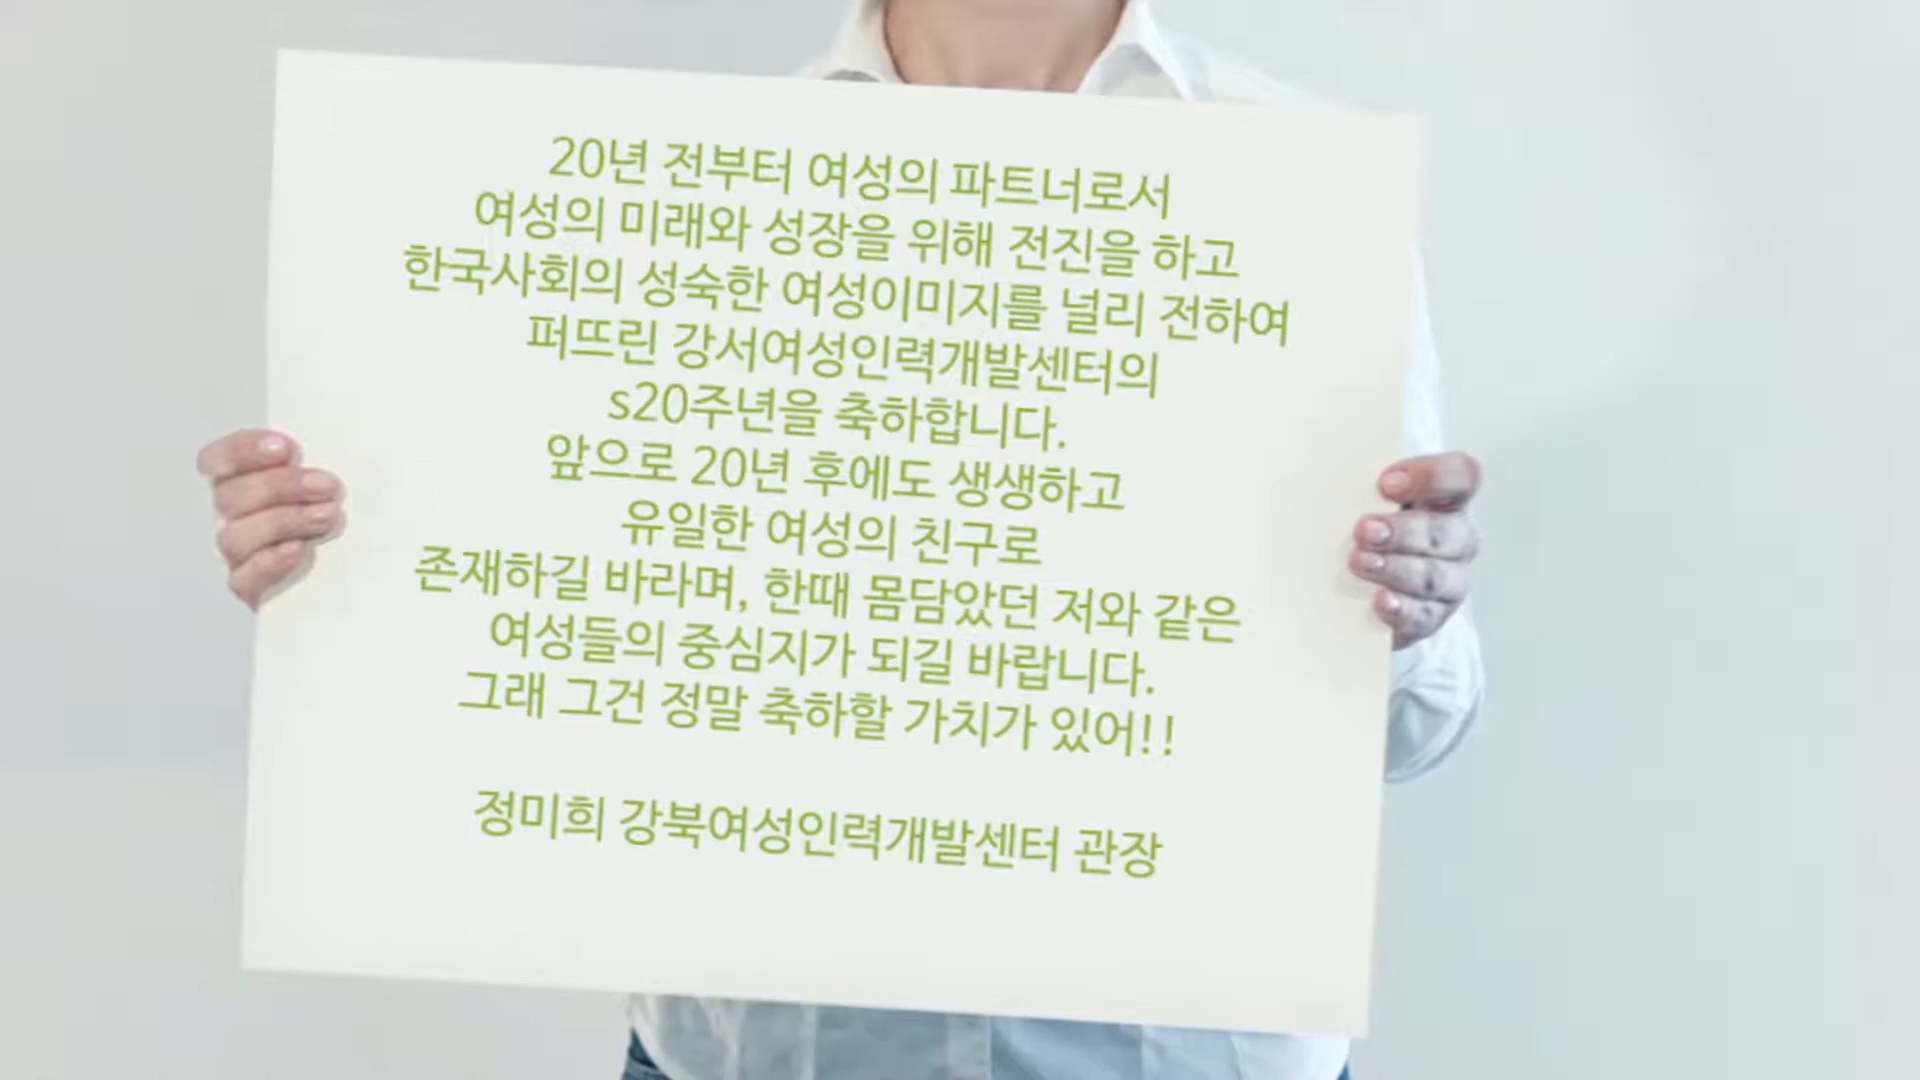 20년 전부터 여성의 파트너로서
여성의 미래와 성장을 위해 전진을 하고
한국사회의 성숙한 여성이미지를 널리 전하여
퍼뜨린 강서여성인력개발센터의
s20주년을 축하합니다.
앞으로 20년 후에도 생생하고
유일한 여성의 친구로
존재하길 바라며, 한때 몸담았던 저와 같은
여성들의 중심지가 되길 바랍니다.
그래 그건 정말 축하할 가치가 있어!!
정미희 강북여성인력개발센터 관장